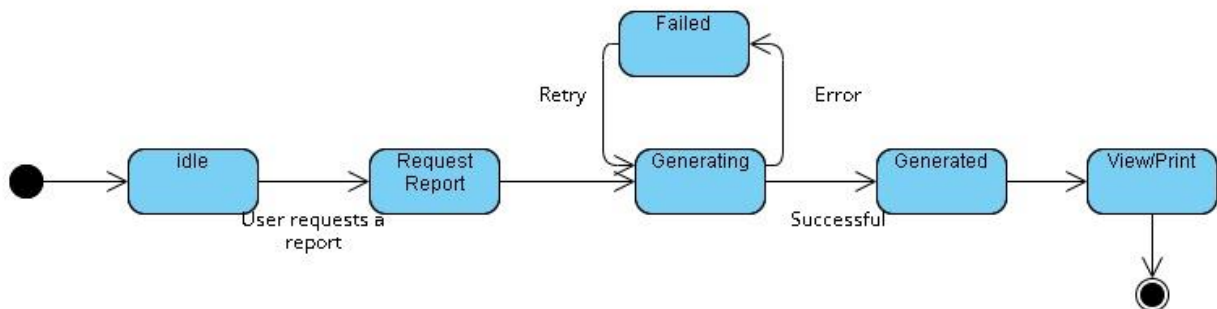 Failed
Retry
Error
idle
Request
Report
Generating
Generated
View/Print
User requests a
report
Successful